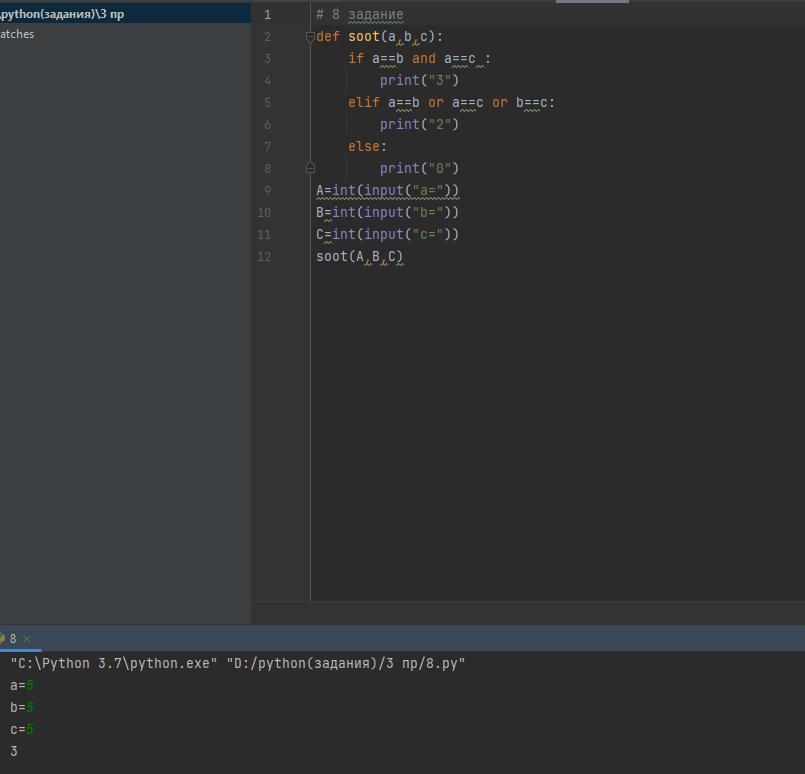 \python(задания)\3 пр
atches
1 # 8 задание
2 def soot(a,b,c):
3 if a==b and a==c :
4 print("3")
5 elif a==b or a==c or b==c:
6 print("2")
7 else:
8 print("0")
9 A=int(input("a="))
10 B=int(input("b="))
11 C=int(input("c="))
12 soot(A,B,C)
8
"C:\Python 3.7\python.exe" "D:/python(задания)/3 пр/8.py"
a=5
b=5
c=5
3